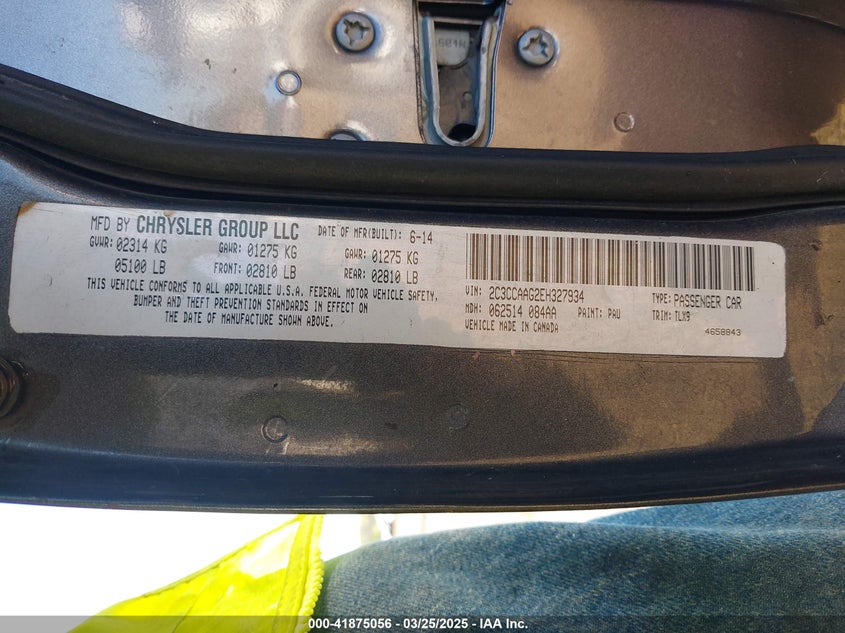 MFD BY CHRYSLER GROUP LLC DATE OF MFR(BUILT): 6-14
GVWR: 02314 KG GAWR: 01275 KG GAWR: 01275 KG
05100 LB FRONT: 02810 LB REAR: 02810 LB
THIS VEHICLE CONFORMS TO ALL APPLICABLE U.S.A. FEDERAL MOTOR VEHICLE SAFETY,
BUMPER AND THEFT PREVENTION STANDARDS IN EFFECT ON
THE DATE OF MANUFACTURE SHOWN ABOVE.
VIN: 2C3CCAAG2EH327934 TYPE: PASSENGER CAR
MDH: 062514 084AA PAINT: PAU TRIM: TLX9
VEHICLE MADE IN CANADA 4658843
000-41875056 - 03/25/2025 - IAA Inc.